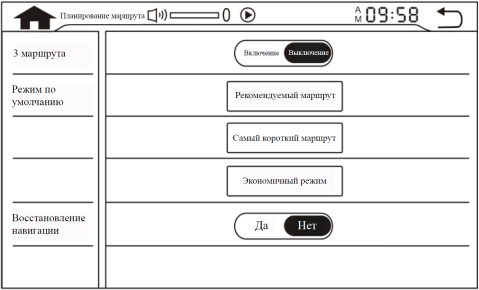 Планирование маршрута 0 AM 09:58
3 маршрута
Включение Выключение
Режим по
умолчанию
Рекомендуемый маршрут
Самый короткий маршрут
Экономичный режим
Восстановление
навигации
Да Нет